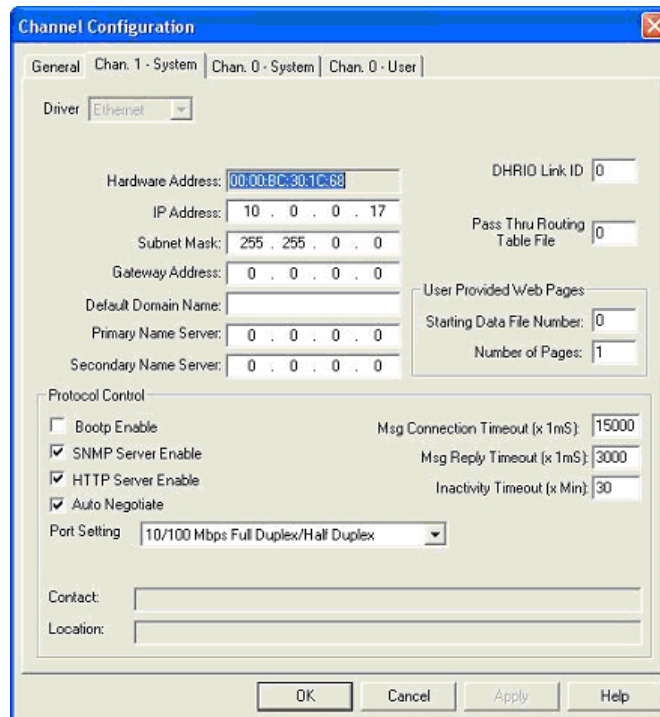 Channel Configuration
General
Chan. 1 - System
Chan. 0 - System
Chan. 0 - User
Driver Ethernet
Hardware Address: 00:00:BC:30:1C:68
IP Address: 10 . 0 . 0 . 17
Subnet Mask: 255 . 255 . 0 . 0
Gateway Address: 0 . 0 . 0 . 0
Default Domain Name:
Primary Name Server: 0 . 0 . 0 . 0
Secondary Name Server: 0 . 0 . 0 . 0
DHRIO Link ID 0
Pass Thru Routing
Table File 0
User Provided Web Pages
Starting Data File Number: 0
Number of Pages: 1
Protocol Control
Bootp Enable
SNMP Server Enable
HTTP Server Enable
Auto Negotiate
Port Setting 10/100 Mbps Full Duplex/Half Duplex
Msg Connection Timeout (x 1mS): 15000
Msg Reply Timeout (x 1mS): 3000
Inactivity Timeout (x Min): 30
Contact:
Location:
OK
Cancel
Apply
Help